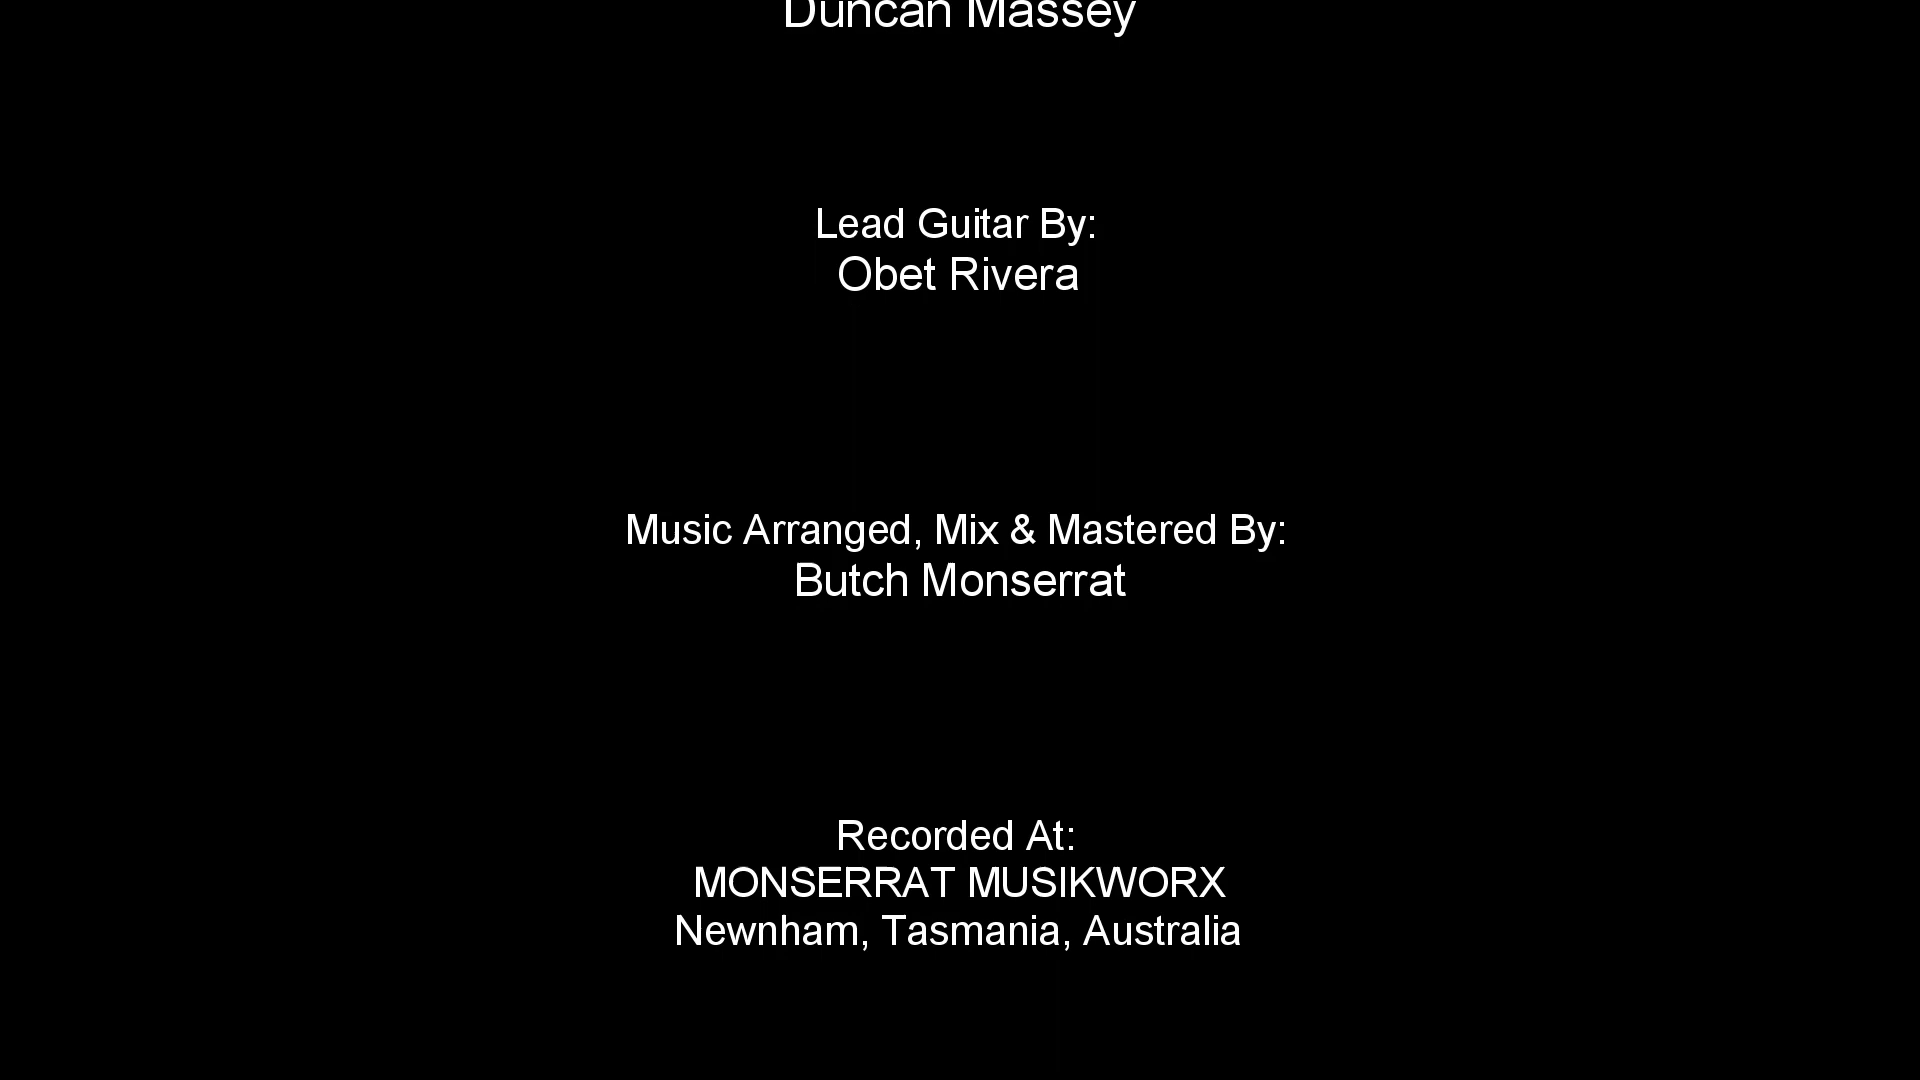 Duncan Massey
Lead Guitar By:
Obet Rivera
Music Arranged, Mix & Mastered By:
Butch Monserrat
Recorded At:
MONSERRAT MUSIKWORX
Newnham, Tasmania, Australia